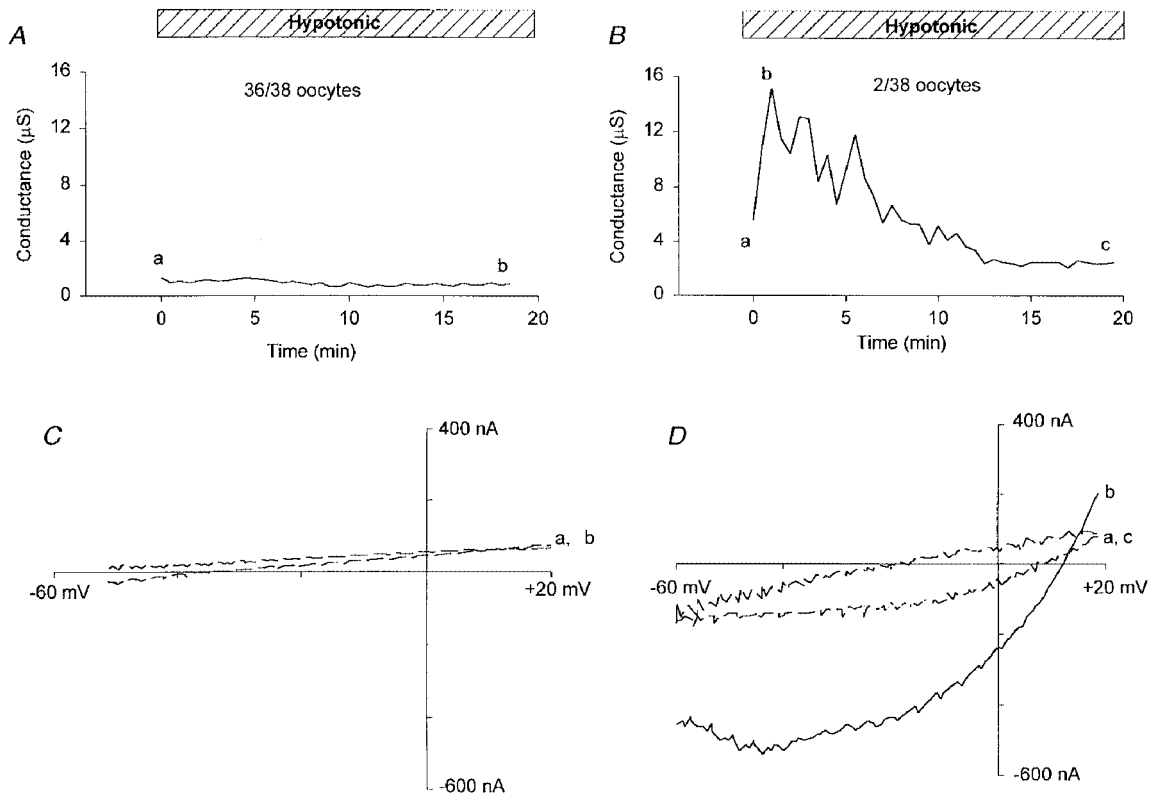 A
Hypotonic
36/38 oocytes
Conductance (µS)
16
12
8
4
0
a
b
0
5
10
15
20
Time (min)
B
Hypotonic
2/38 oocytes
Conductance (µS)
16
12
8
4
0
a
b
c
0
5
10
15
20
Time (min)
C
400 nA
a, b
-60 mV
+20 mV
-600 nA
D
400 nA
b
a, c
-60 mV
+20 mV
-600 nA